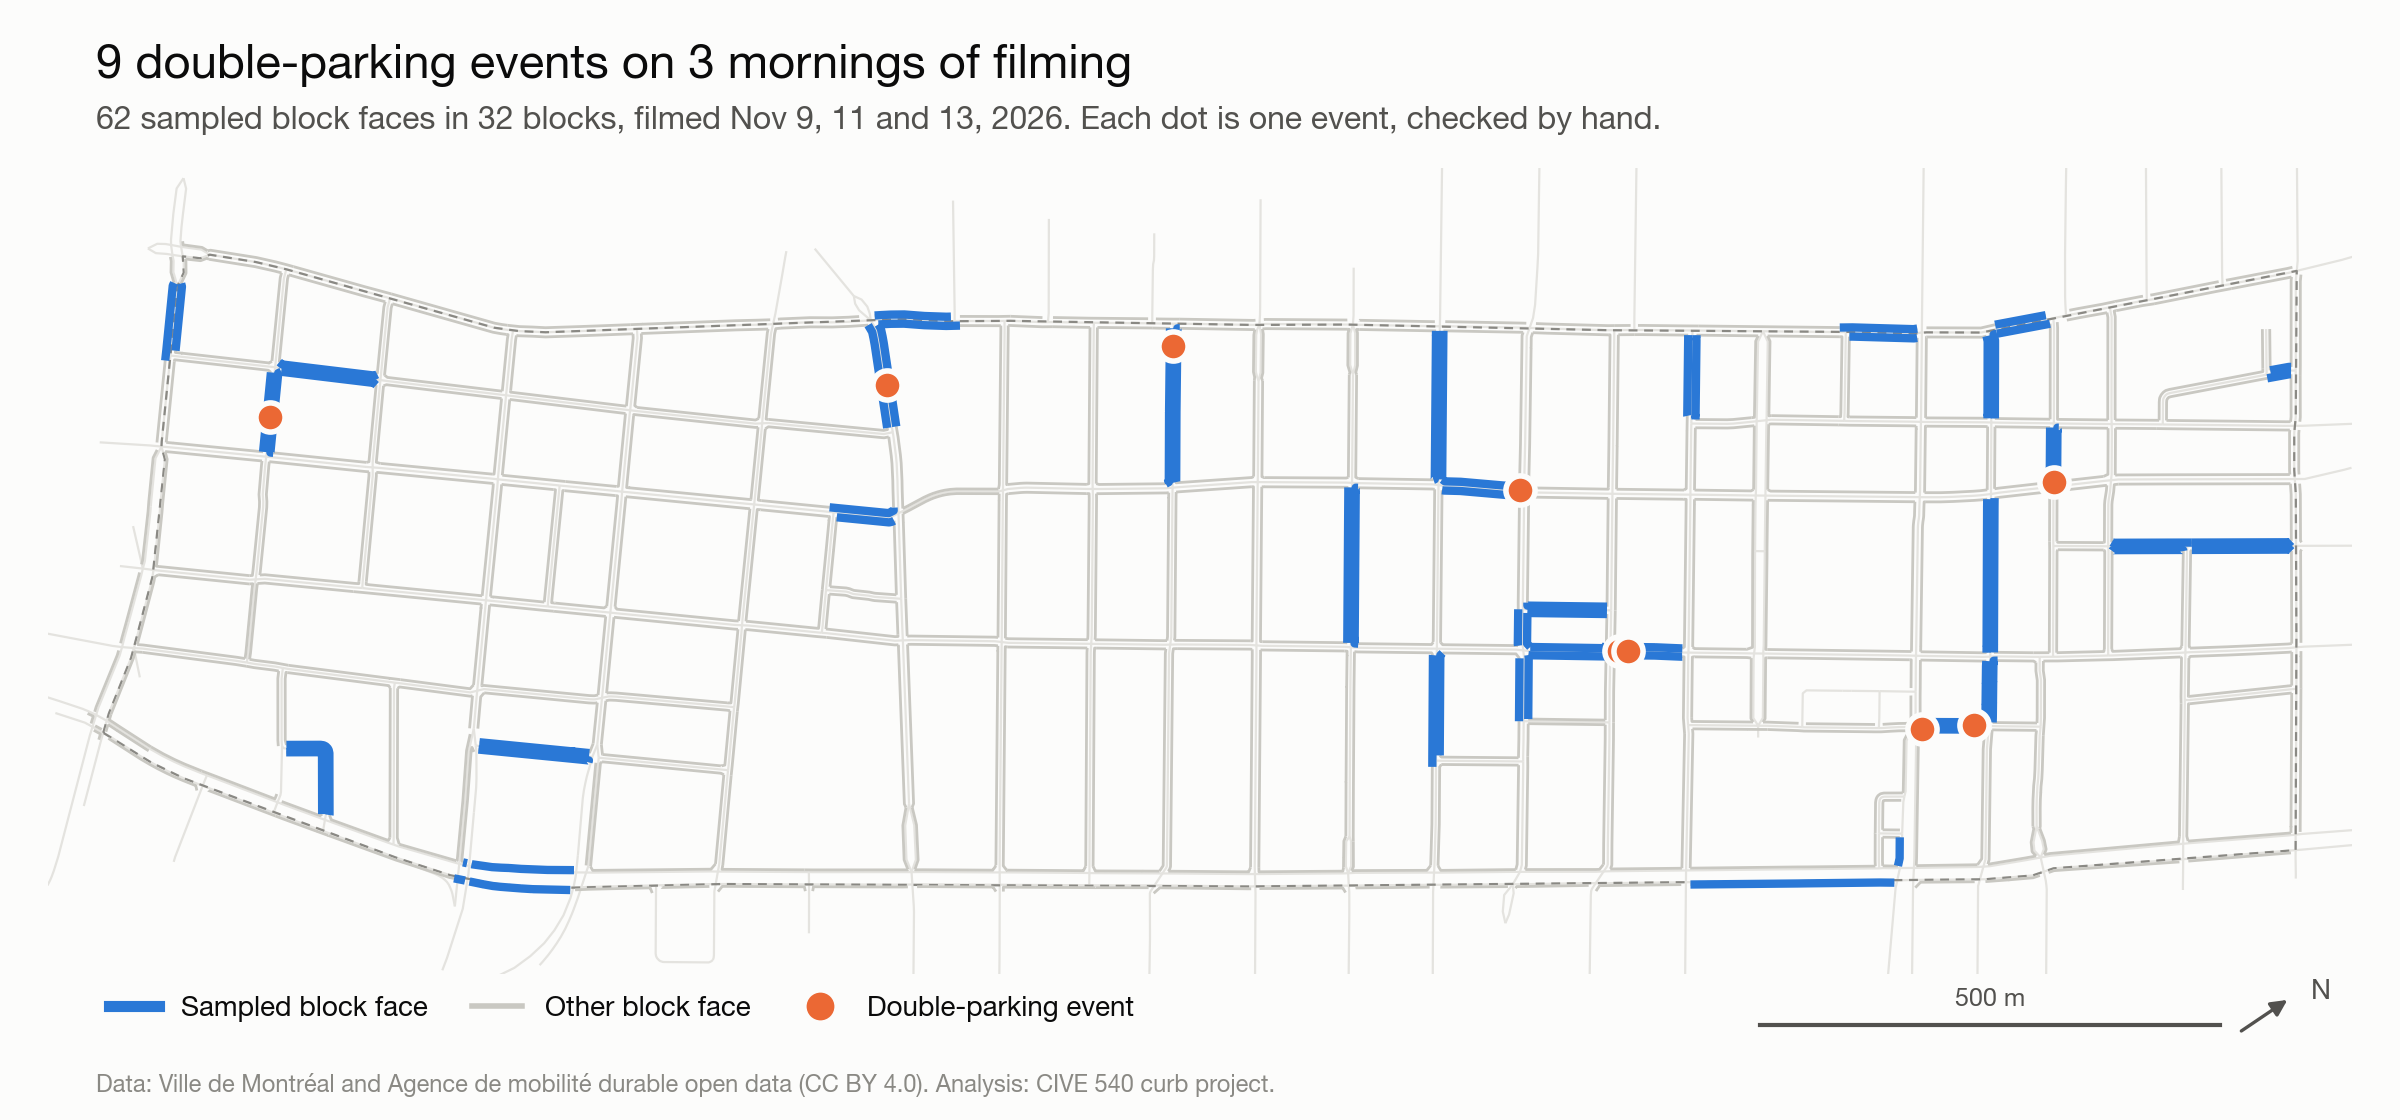 9 double-parking events on 3 mornings of filming
62 sampled block faces in 32 blocks, filmed Nov 9, 11 and 13, 2026. Each dot is one event, checked by hand.
Sampled block face
Other block face
Double-parking event
500 m
N
Data: Ville de Montréal and Agence de mobilité durable open data (CC BY 4.0). Analysis: CIVE 540 curb project.